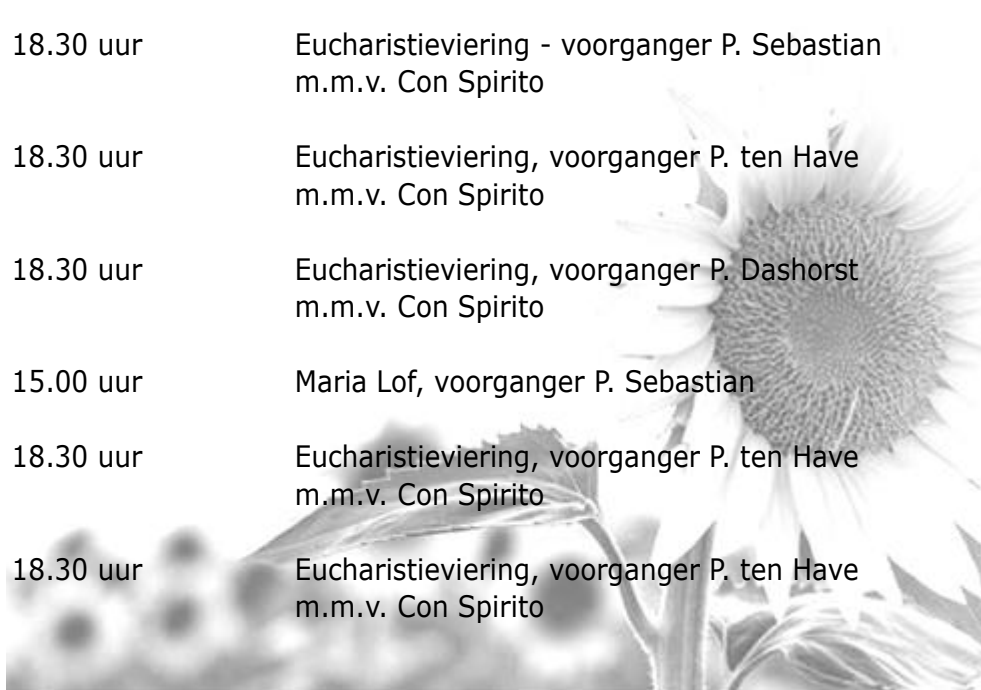 18.30 uur Eucharistieviering - voorganger P. Sebastian
m.m.v. Con Spirito
18.30 uur Eucharistieviering, voorganger P. ten Have
m.m.v. Con Spirito
18.30 uur Eucharistieviering, voorganger P. Dashorst
m.m.v. Con Spirito
15.00 uur Maria Lof, voorganger P. Sebastian
18.30 uur Eucharistieviering, voorganger P. ten Have
m.m.v. Con Spirito
18.30 uur Eucharistieviering, voorganger P. ten Have
m.m.v. Con Spirito